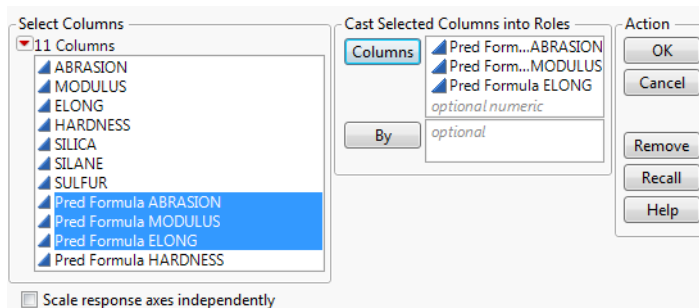 Select Columns
11 Columns
ABRASION
MODULUS
ELONG
HARDNESS
SILICA
SILANE
SULFUR
Pred Formula ABRASION
Pred Formula MODULUS
Pred Formula ELONG
Pred Formula HARDNESS
Scale response axes independently
Cast Selected Columns into Roles
Columns
Pred Form...ABRASION
Pred Form...MODULUS
Pred Formula ELONG
optional numeric
By
optional
Action
OK
Cancel
Remove
Recall
Help